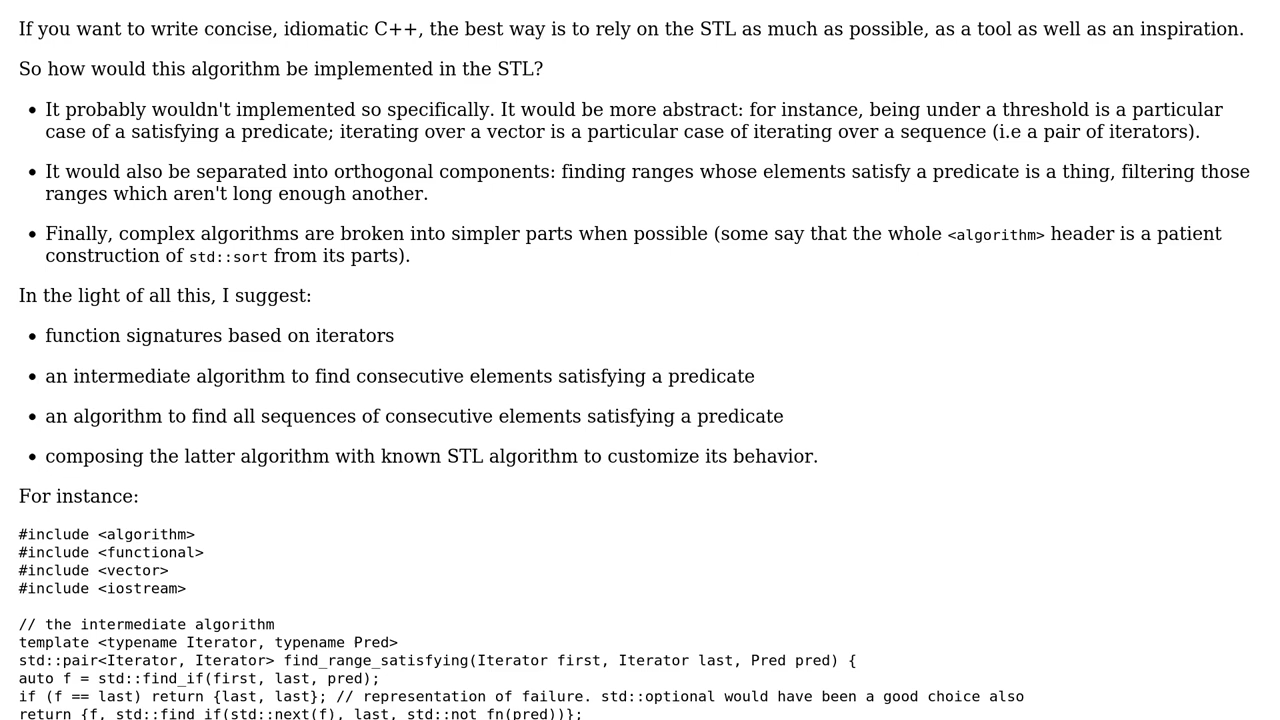 If you want to write concise, idiomatic C++, the best way is to rely on the STL as much as possible, as a tool as well as an inspiration.
So how would this algorithm be implemented in the STL?
• It probably wouldn't implemented so specifically. It would be more abstract: for instance, being under a threshold is a particular
case of a satisfying a predicate; iterating over a vector is a particular case of iterating over a sequence (i.e a pair of iterators).
• It would also be separated into orthogonal components: finding ranges whose elements satisfy a predicate is a thing, filtering those
ranges which aren't long enough another.
• Finally, complex algorithms are broken into simpler parts when possible (some say that the whole <algorithm> header is a patient
construction of std::sort from its parts).
In the light of all this, I suggest:
• function signatures based on iterators
• an intermediate algorithm to find consecutive elements satisfying a predicate
• an algorithm to find all sequences of consecutive elements satisfying a predicate
• composing the latter algorithm with known STL algorithm to customize its behavior.
For instance:
#include <algorithm>
#include <functional>
#include <vector>
#include <iostream>
// the intermediate algorithm
template <typename Iterator, typename Pred>
std::pair<Iterator, Iterator> find_range_satisfying(Iterator first, Iterator last, Pred pred) {
auto f = std::find_if(first, last, pred);
if (f == last) return {last, last}; // representation of failure. std::optional would have been a good choice also
return {f, std::find_if(std::next(f), last, std::not_fn(pred))};